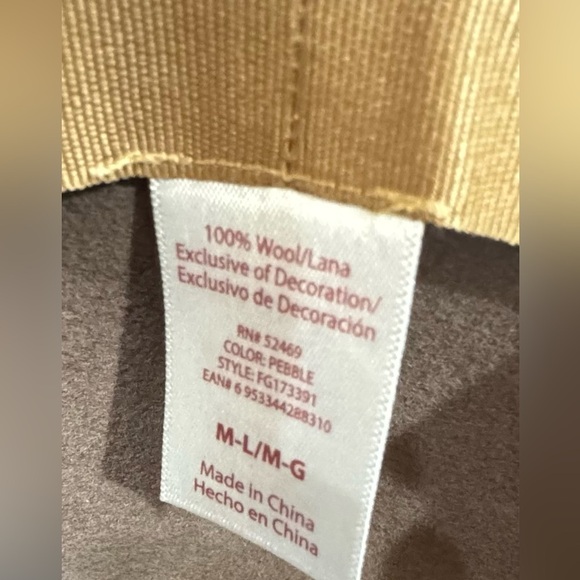 100% Wool/Lana
Exclusive of Decoration/
Exclusivo de Decoración
RN# 52469
COLOR: PEBBLE
STYLE: FG173391
EAN# 6 953344288310
M-L/M-G
Made in China
Hecho en China